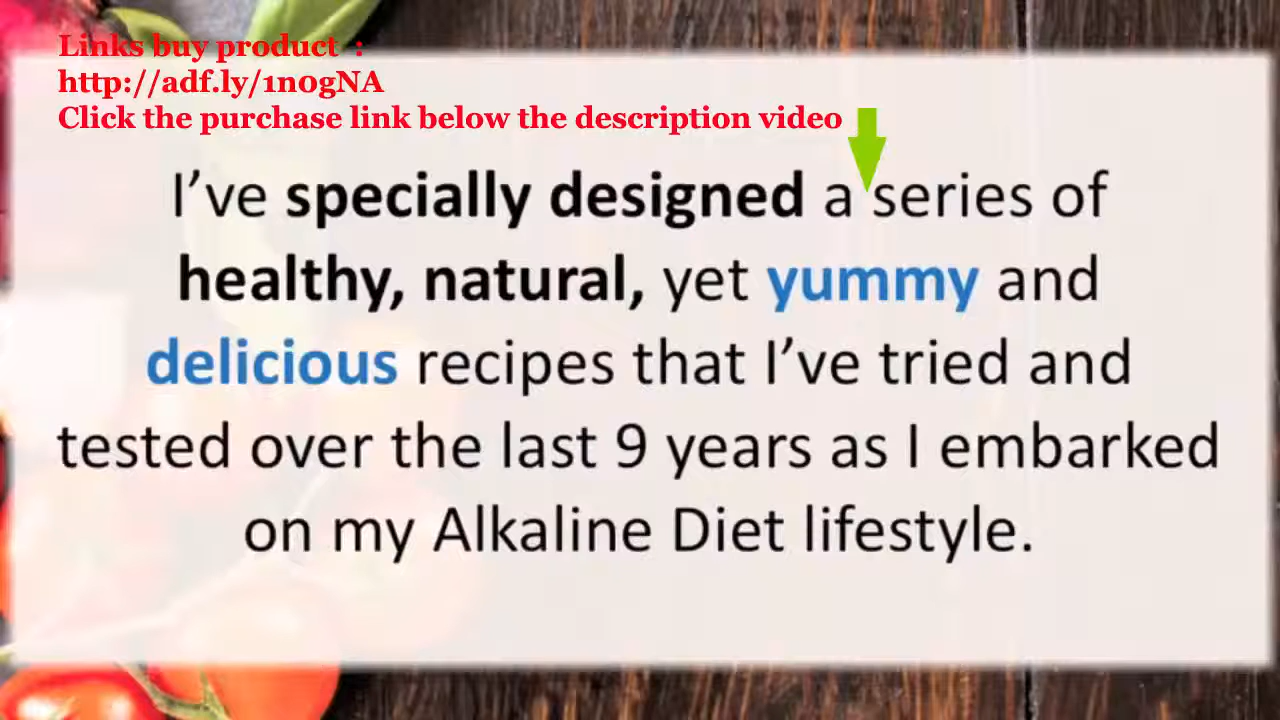 Links buy product :
http://adf.ly/1n0gNA
Click the purchase link below the description video
I've specially designed a series of
healthy, natural, yet yummy and
delicious recipes that I've tried and
tested over the last 9 years as I embarked
on my Alkaline Diet lifestyle.